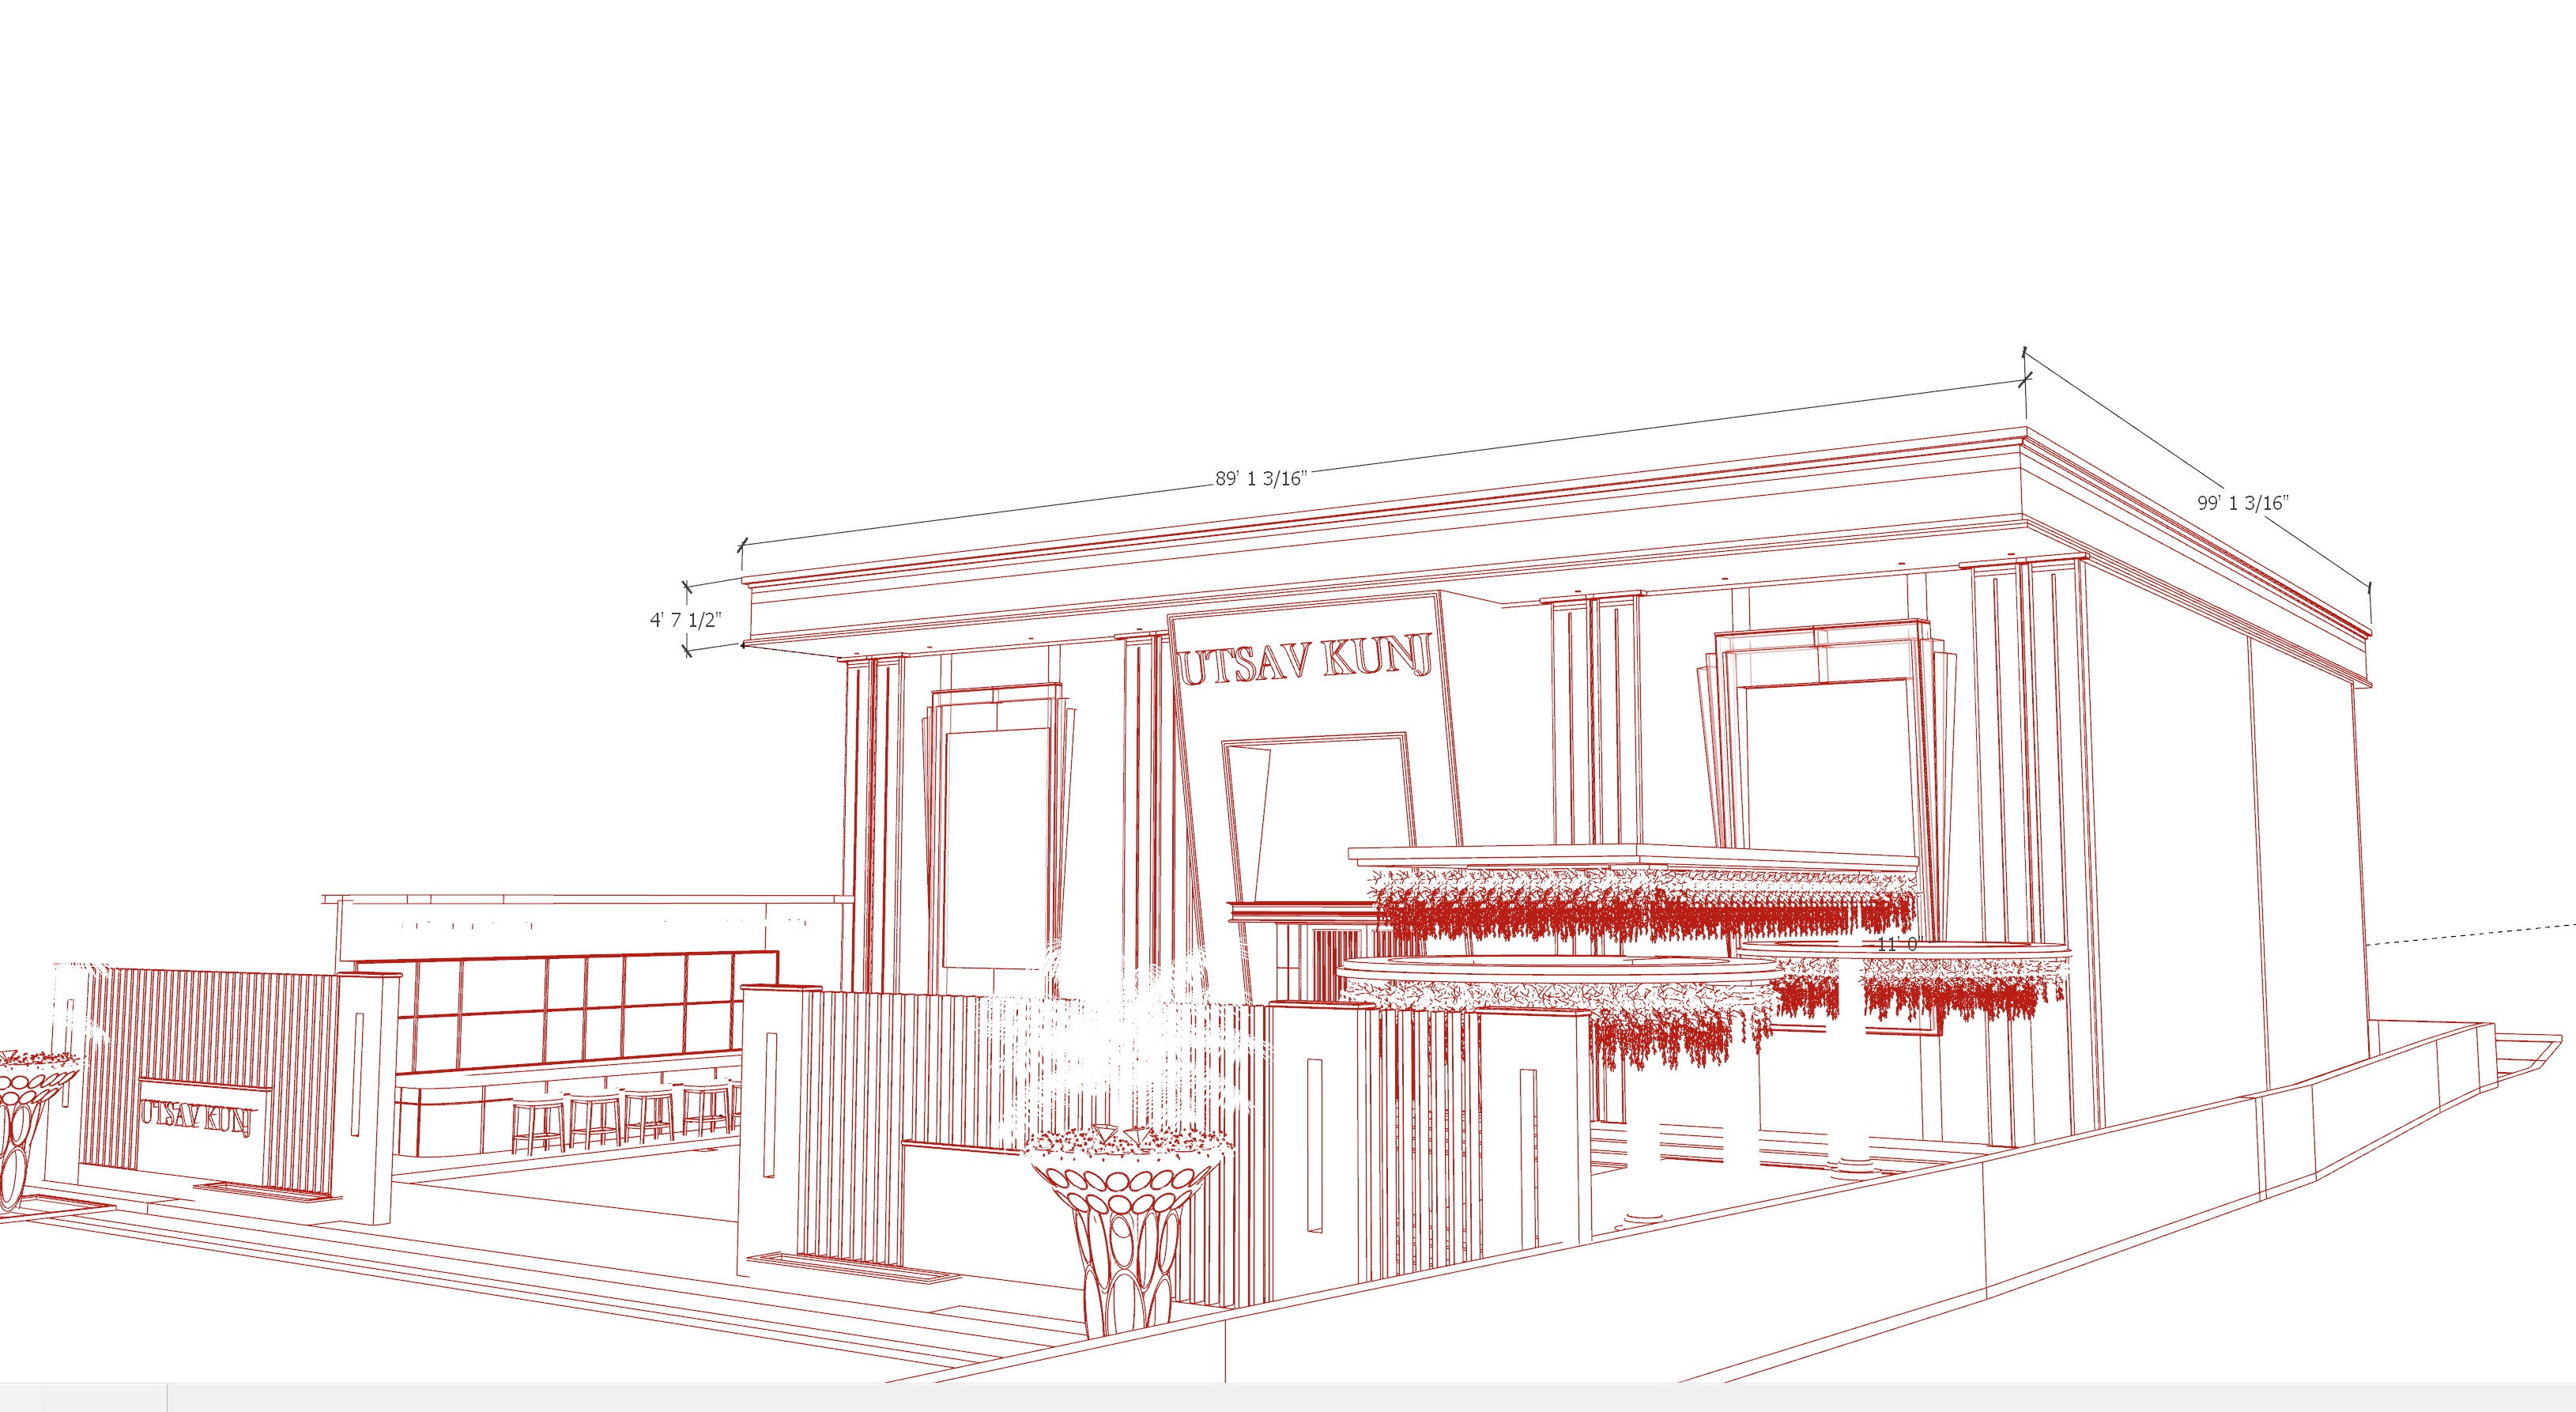 89' 1 3/16"
99' 1 3/16"
4' 7 1/2"
UTSAV KUNJ
11' 0"
UTSAV KUNJ